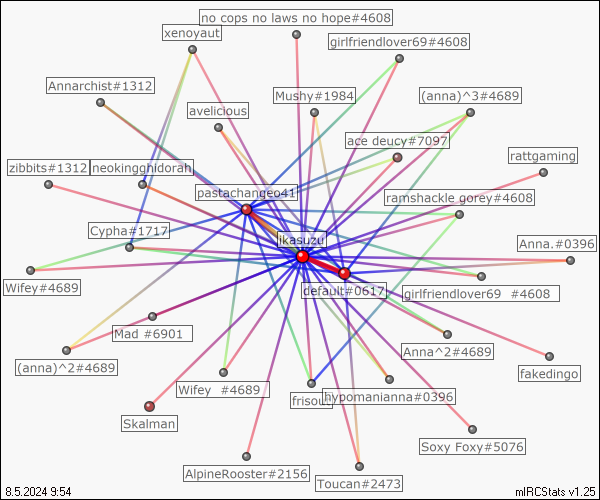 no cops no laws no hope#4608
xenoyaut
girlfriendlover69#4608
Annarchist#1312
Mushy#1984
(anna)^3#4689
avelicious
ace deucy#7097
zibbits#1312
neokingghidorah
rattgaming
pastachangeo41
ramshackle gorey#4608
Cypha#1717
ikasuzu
Anna.#0396
Wifey#4689
default#0617
girlfriendlover69 #4608
Mad #6901
(anna)^2#4689
Anna^2#4689
fakedingo
Wifey #4689
hypomanianna#0396
Skalman
Soxy Foxy#5076
AlpineRooster#2156
Toucan#2473
8.5.2024 9:54
mIRCStats v1.25